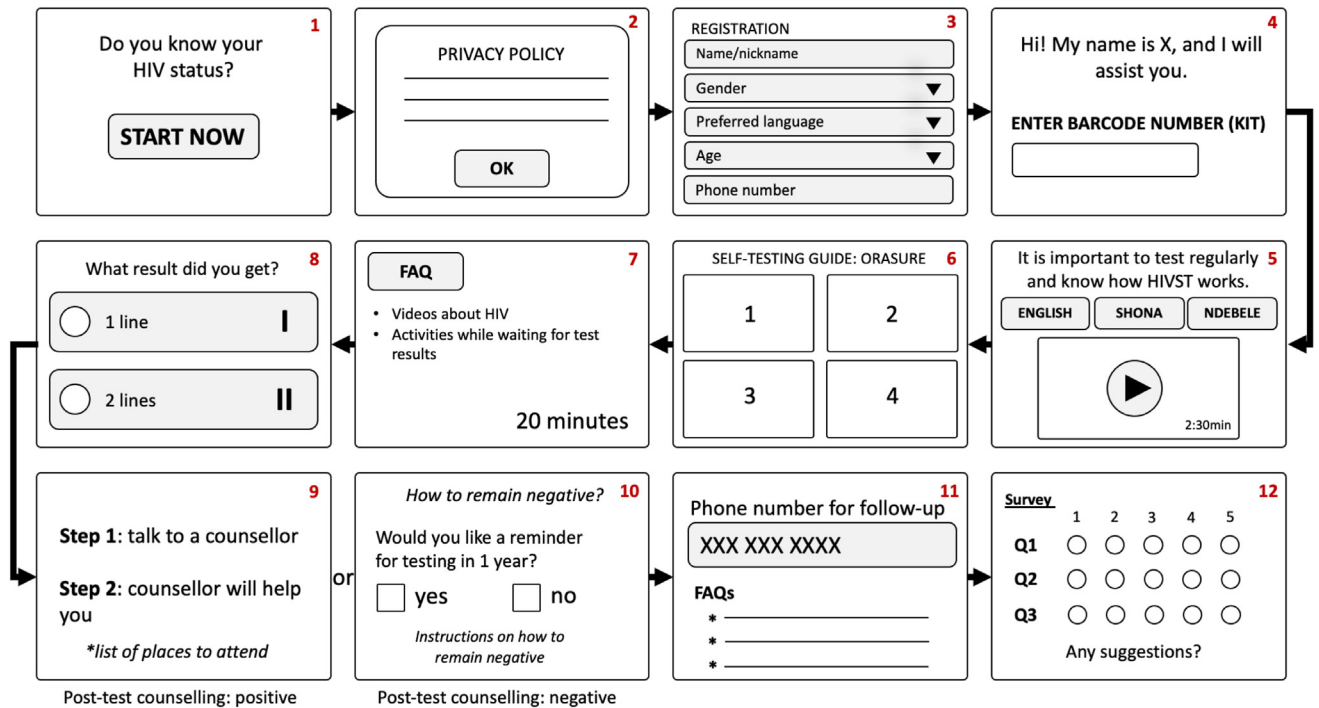 1
Do you know your
HIV status?
START NOW
2
PRIVACY POLICY
OK
3
REGISTRATION
Name/nickname
Gender
Preferred language
Age
Phone number
4
Hi! My name is X, and I will
assist you.
ENTER BARCODE NUMBER (KIT)
5
It is important to test regularly
and know how HIVST works.
ENGLISH SHONA NDEBELE
2:30min
6
SELF-TESTING GUIDE: ORASURE
1 2
3 4
7
FAQ
• Videos about HIV
• Activities while waiting for test
results
20 minutes
8
What result did you get?
1 line I
2 lines II
9
Step 1: talk to a counsellor
Step 2: counsellor will help
you
*list of places to attend
Post-test counselling: positive
or
10
How to remain negative?
Would you like a reminder
for testing in 1 year?
yes no
Instructions on how to
remain negative
Post-test counselling: negative
11
Phone number for follow-up
XXX XXX XXXX
FAQs
*
*
*
12
Survey
1 2 3 4 5
Q1
Q2
Q3
Any suggestions?